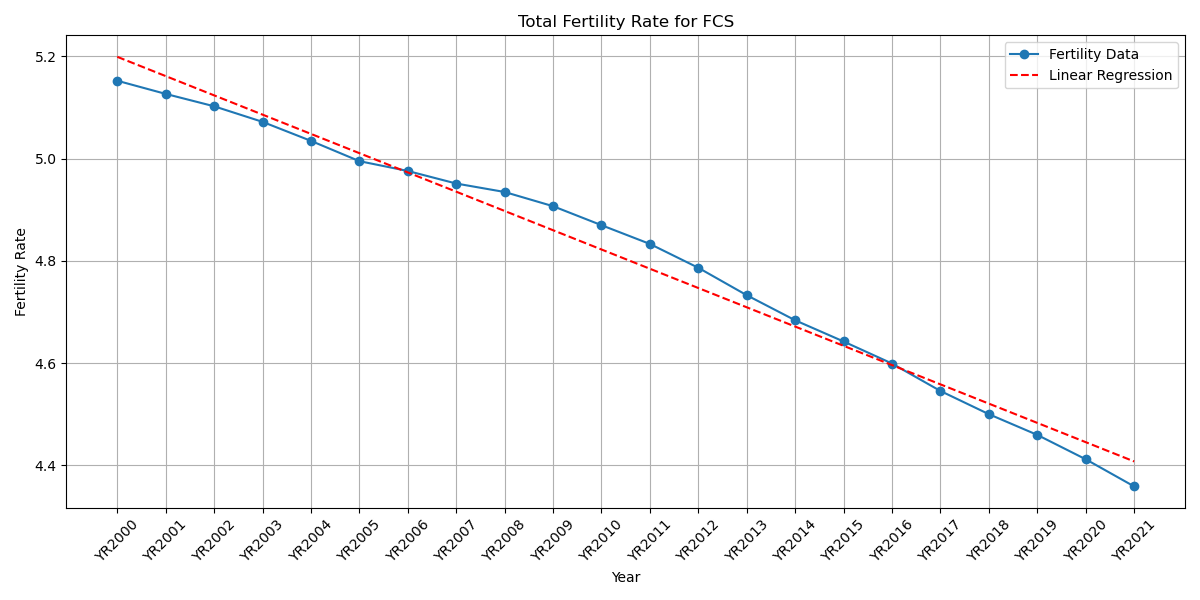 Total Fertility Rate for FCS
Fertility Data
Linear Regression
Fertility Rate
5.2
5.0
4.8
4.6
4.4
YR2000
YR2001
YR2002
YR2003
YR2004
YR2005
YR2006
YR2007
YR2008
YR2009
YR2010
YR2011
YR2012
YR2013
YR2014
YR2015
YR2016
YR2017
YR2018
YR2019
YR2020
YR2021
Year